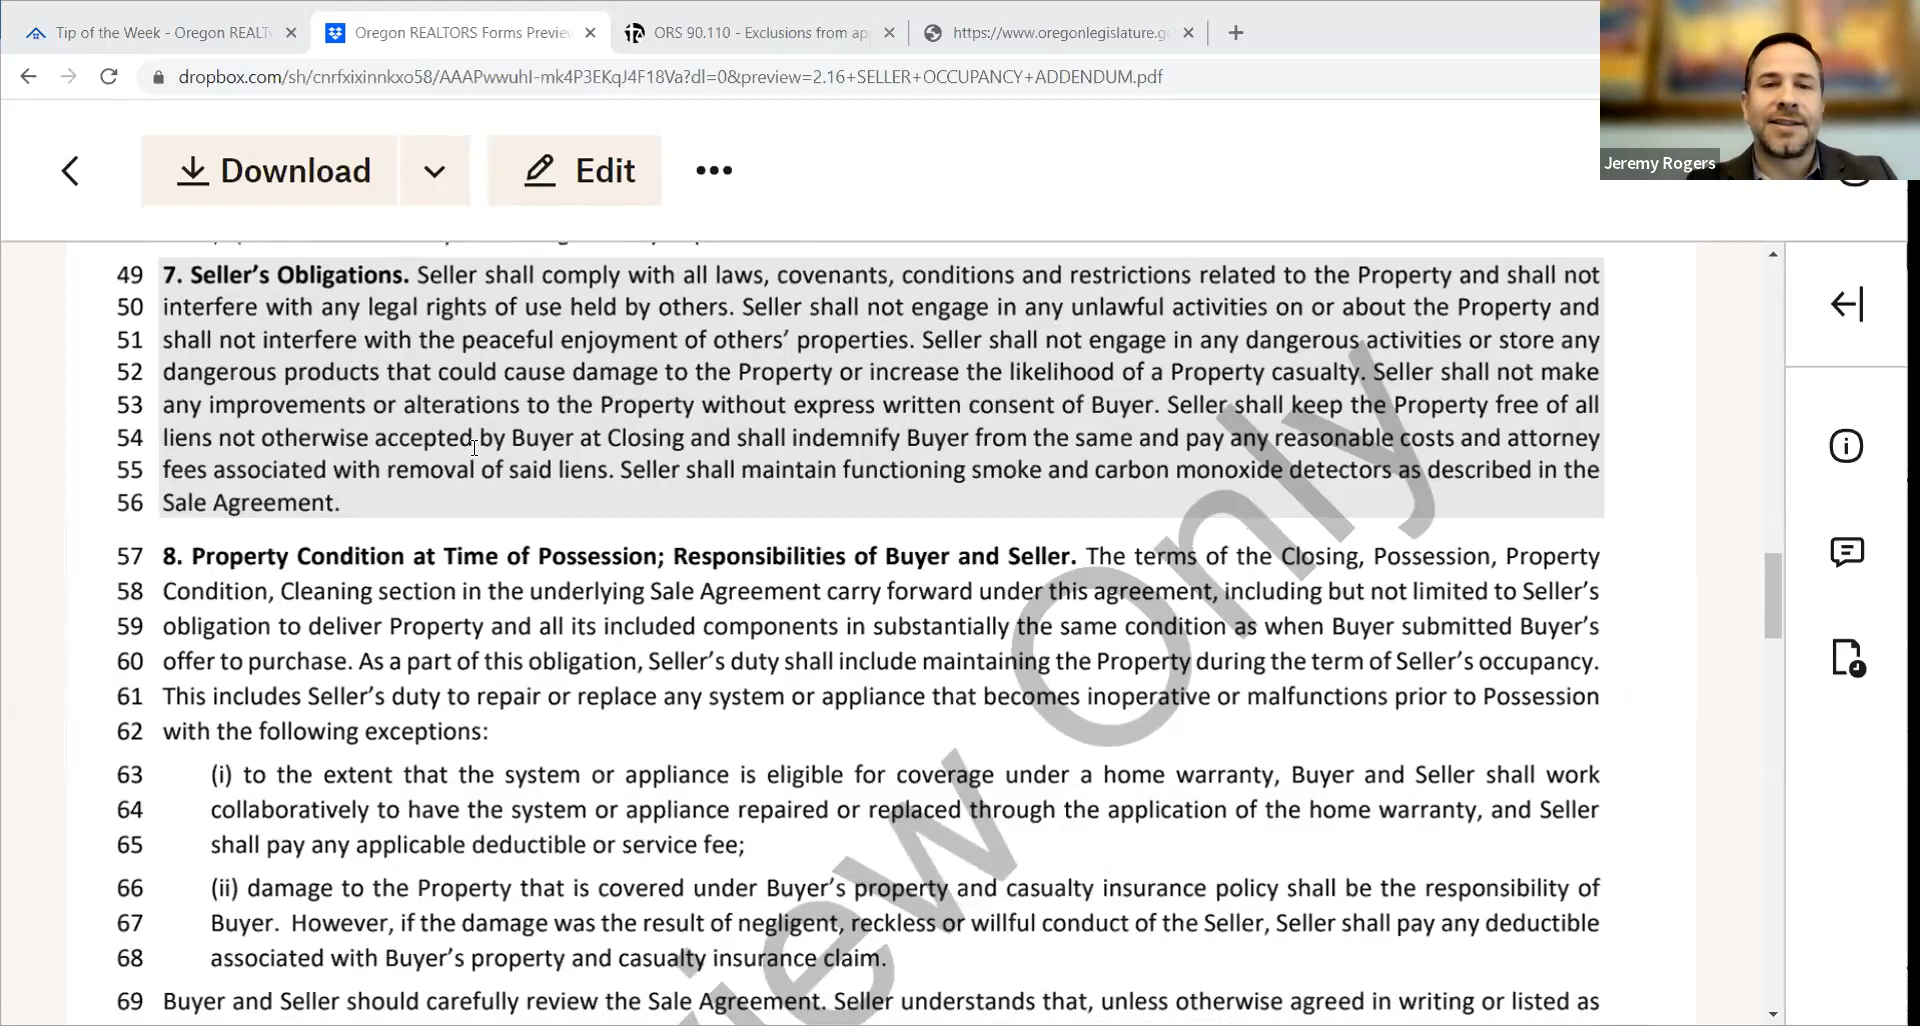 Tip of the Week - Oregon REALT
Oregon REALTORS Forms Preview
ORS 90.110 - Exclusions from ap
https://www.oregonlegislature.g
dropbox.com/sh/cnrfxixinnkxo58/AAAPwwuhI-mk4P3EKqJ4F18Va?dl=0&preview=2.16+SELLER+OCCUPANCY+ADDENDUM.pdf
Jeremy Rogers
Download
Edit
49 7. Seller's Obligations. Seller shall comply with all laws, covenants, conditions and restrictions related to the Property and shall not
50 interfere with any legal rights of use held by others. Seller shall not engage in any unlawful activities on or about the Property and
51 shall not interfere with the peaceful enjoyment of others' properties. Seller shall not engage in any dangerous activities or store any
52 dangerous products that could cause damage to the Property or increase the likelihood of a Property casualty. Seller shall not make
53 any improvements or alterations to the Property without express written consent of Buyer. Seller shall keep the Property free of all
54 liens not otherwise accepted by Buyer at Closing and shall indemnify Buyer from the same and pay any reasonable costs and attorney
55 fees associated with removal of said liens. Seller shall maintain functioning smoke and carbon monoxide detectors as described in the
56 Sale Agreement.
57 8. Property Condition at Time of Possession; Responsibilities of Buyer and Seller. The terms of the Closing, Possession, Property
58 Condition, Cleaning section in the underlying Sale Agreement carry forward under this agreement, including but not limited to Seller's
59 obligation to deliver Property and all its included components in substantially the same condition as when Buyer submitted Buyer's
60 offer to purchase. As a part of this obligation, Seller's duty shall include maintaining the Property during the term of Seller's occupancy.
61 This includes Seller's duty to repair or replace any system or appliance that becomes inoperative or malfunctions prior to Possession
62 with the following exceptions:
63 (i) to the extent that the system or appliance is eligible for coverage under a home warranty, Buyer and Seller shall work
64 collaboratively to have the system or appliance repaired or replaced through the application of the home warranty, and Seller
65 shall pay any applicable deductible or service fee;
66 (ii) damage to the Property that is covered under Buyer's property and casualty insurance policy shall be the responsibility of
67 Buyer. However, if the damage was the result of negligent, reckless or willful conduct of the Seller, Seller shall pay any deductible
68 associated with Buyer's property and casualty insurance claim.
69 Buyer and Seller should carefully review the Sale Agreement. Seller understands that, unless otherwise agreed in writing or listed as
view Only